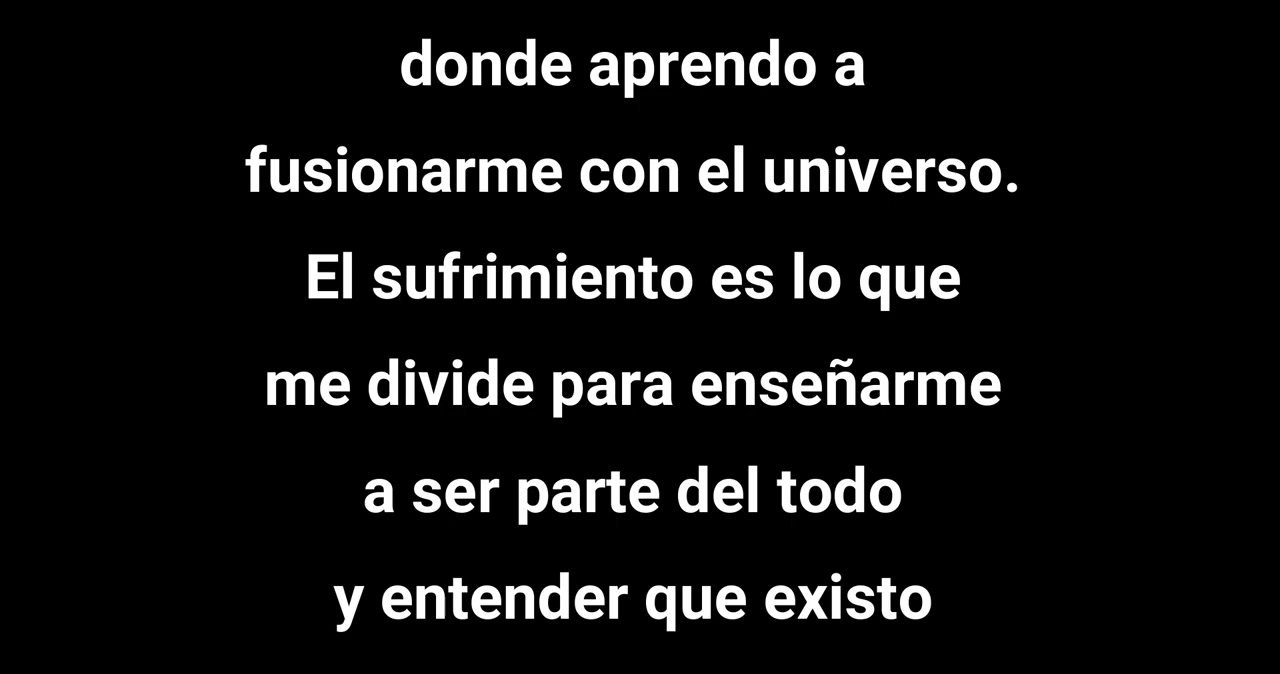 donde aprendo a
fusionarme con el universo.
El sufrimiento es lo que
me divide para enseñarme
a ser parte del todo
y entender que existo